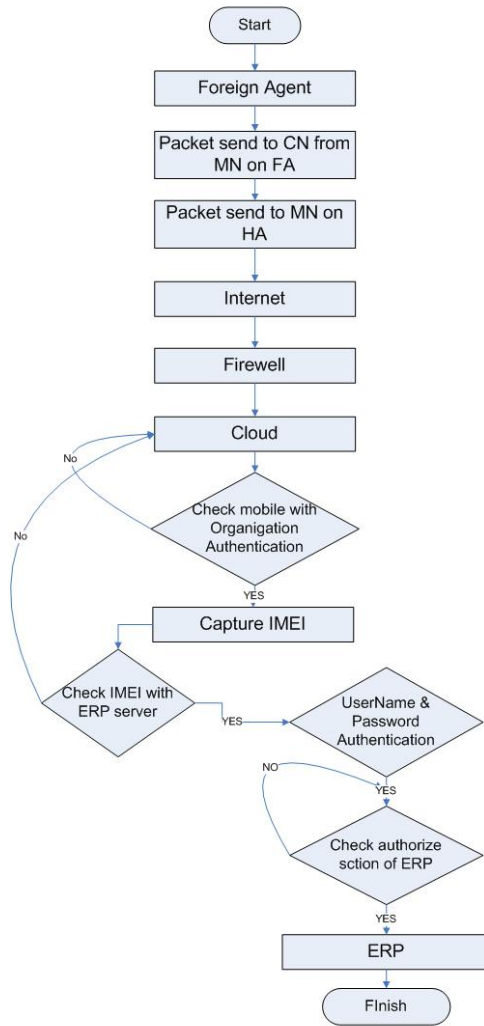 Start
Foreign Agent
Packet send to CN from
MN on FA
Packet send to MN on
HA
Internet
Firewell
Cloud
No
Check mobile with
Organigation
Authentication
No
YES
Capture IMEI
Check IMEI with
ERP server
YES
UserName &
Password
Authentication
NO
YES
Check authorize
sction of ERP
YES
ERP
FInish